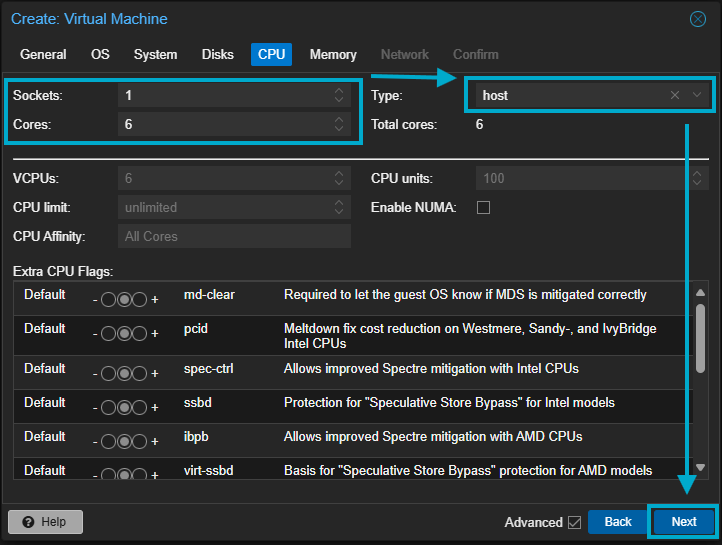 Create: Virtual Machine
General OS System Disks CPU Memory Network Confirm
Sockets: 1 Type: host
Cores: 6 Total cores: 6
VCPUs: 6 CPU units: 100
CPU limit: unlimited Enable NUMA:
CPU Affinity: All Cores
Extra CPU Flags:
Default - + md-clear Required to let the guest OS know if MDS is mitigated correctly
Default - + pcid Meltdown fix cost reduction on Westmere, Sandy-, and IvyBridge
Intel CPUs
Default - + spec-ctrl Allows improved Spectre mitigation with Intel CPUs
Default - + ssbd Protection for "Speculative Store Bypass" for Intel models
Default - + ibpb Allows improved Spectre mitigation with AMD CPUs
Default - + virt-ssbd Basis for "Speculative Store Bypass" protection for AMD models
? Help Advanced Back Next